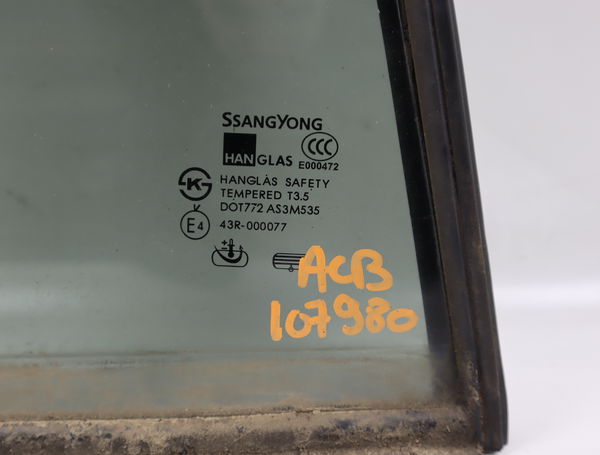 SSANGYONG
CCC
HANGLAS E000472
HANGLAS SAFETY
TEMPERED T3.5
DOT772 AS3M535
E4 43R-000077
ACB
107980